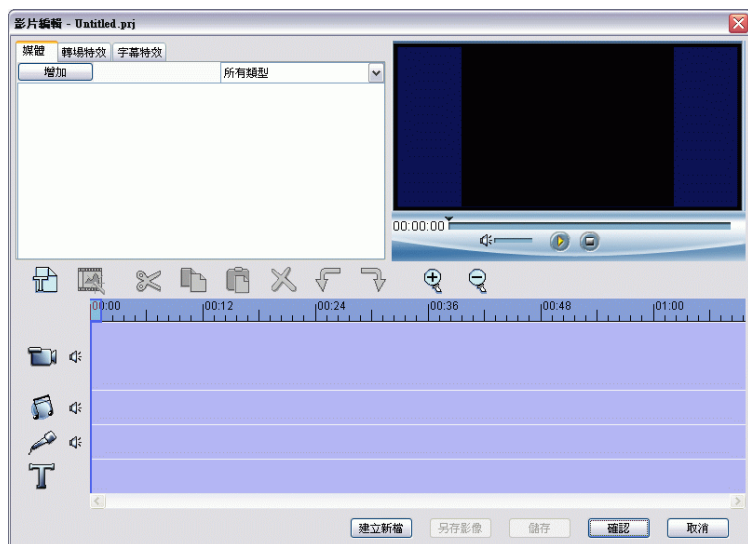 影片編輯 - Untitled.prj
媒體 轉場特效 字幕特效
增加 所有類型
00:00:00
00:00 00:12 00:24 00:36 00:48 01:00
建立新檔 另存影像 儲存 確認 取消